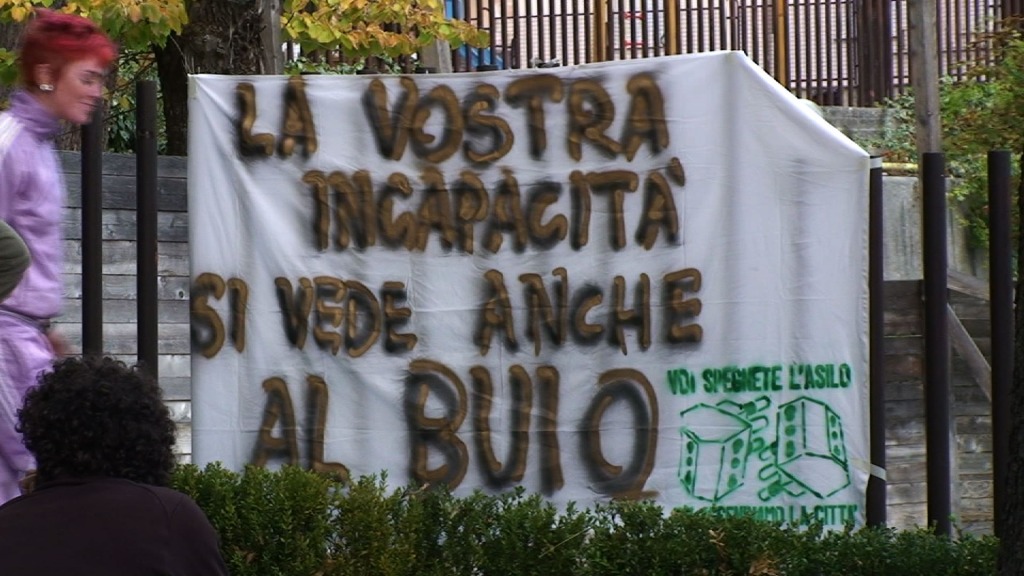 LA VOSTRA
INCAPACITÀ
SI VEDE ANCHE
AL BUIO
VOI SPEGNETE L'ASILO
LA CITTÀ